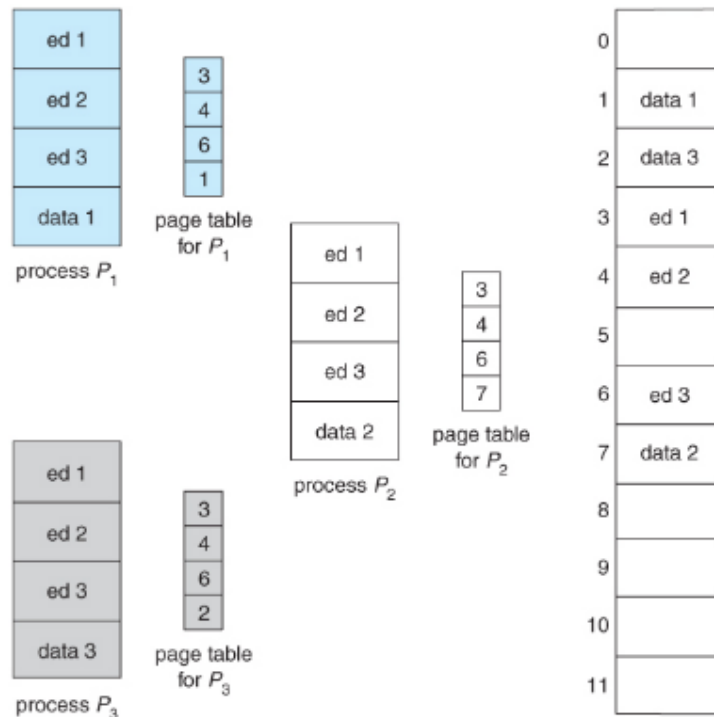 ed 1
ed 2
ed 3
data 1
process P1
3
4
6
1
page table
for P1
ed 1
ed 2
ed 3
data 2
process P2
3
4
6
7
page table
for P2
ed 1
ed 2
ed 3
data 3
process P3
3
4
6
2
page table
for P3
0
1 data 1
2 data 3
3 ed 1
4 ed 2
5
6 ed 3
7 data 2
8
9
10
11